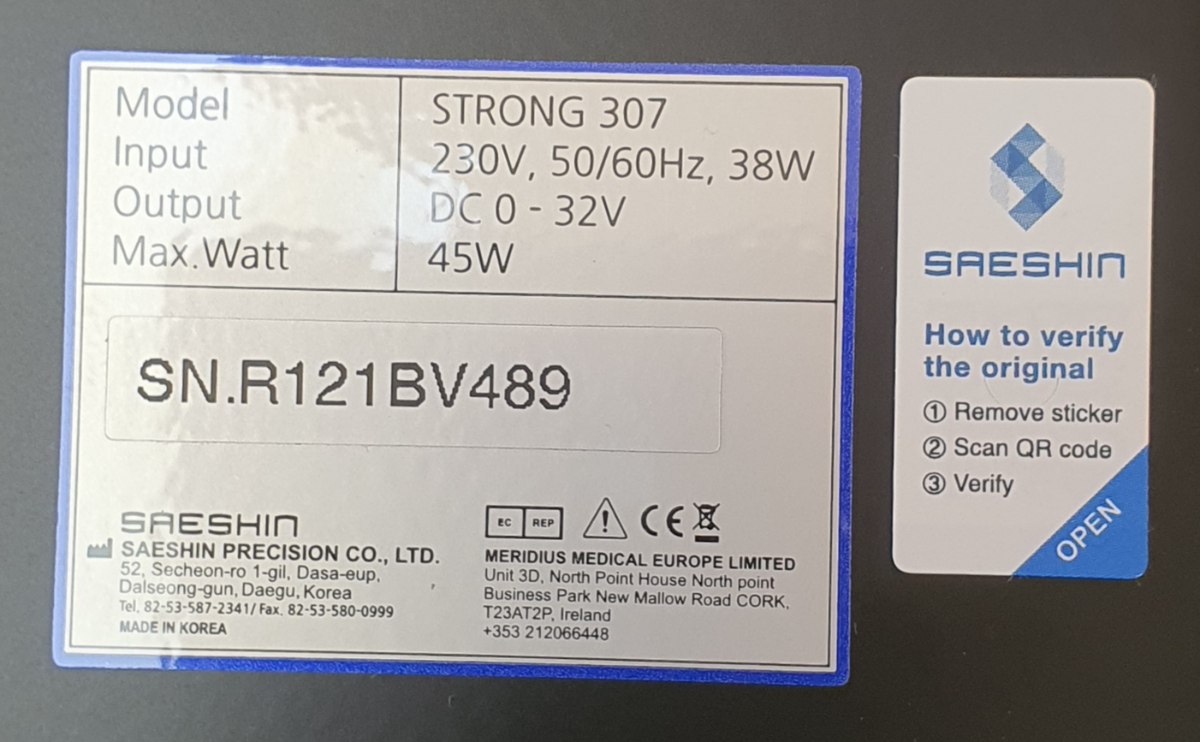 Model STRONG 307
Input 230V, 50/60Hz, 38W
Output DC 0 - 32V
Max.Watt 45W
SN.R121BV489
SAESHIN
SAESHIN PRECISION CO., LTD.
52, Secheon-ro 1-gil, Dasa-eup,
Dalseong-gun, Daegu, Korea
Tel, 82-53-587-2341/ Fax. 82-53-580-0999
MADE IN KOREA
EC REP
CE
MERIDIUS MEDICAL EUROPE LIMITED
Unit 3D, North Point House North point
Business Park New Mallow Road CORK,
T23AT2P, Ireland
+353 212066448
SAESHIN
How to verify
the original
① Remove sticker
② Scan QR code
③ Verify
OPEN